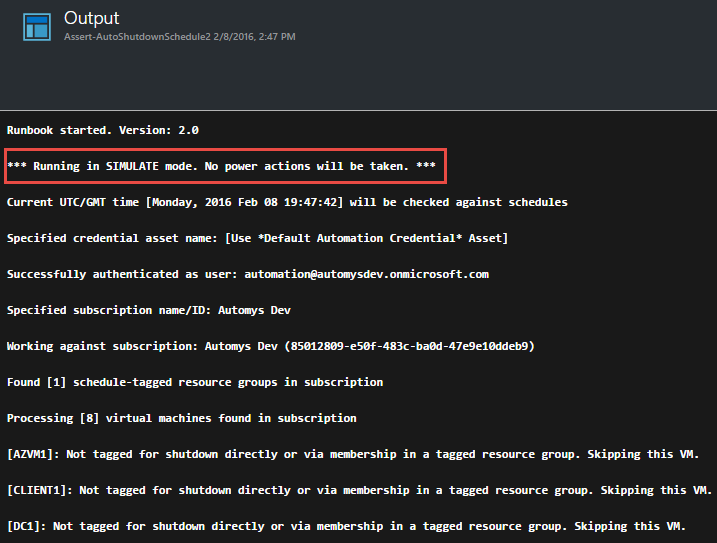 Output
Assert-AutoShutdownSchedule2 2/8/2016, 2:47 PM
Runbook started. Version: 2.0
*** Running in SIMULATE mode. No power actions will be taken. ***
Current UTC/GMT time [Monday, 2016 Feb 08 19:47:42] will be checked against schedules
Specified credential asset name: [Use *Default Automation Credential* Asset]
Successfully authenticated as user: automation@automysdev.onmicrosoft.com
Specified subscription name/ID: Automys Dev
Working against subscription: Automys Dev (85012809-e50f-483c-ba0d-47e9e10ddeb9)
Found [1] schedule-tagged resource groups in subscription
Processing [8] virtual machines found in subscription
[AZVM1]: Not tagged for shutdown directly or via membership in a tagged resource group. Skipping this VM.
[CLIENT1]: Not tagged for shutdown directly or via membership in a tagged resource group. Skipping this VM.
[DC1]: Not tagged for shutdown directly or via membership in a tagged resource group. Skipping this VM.